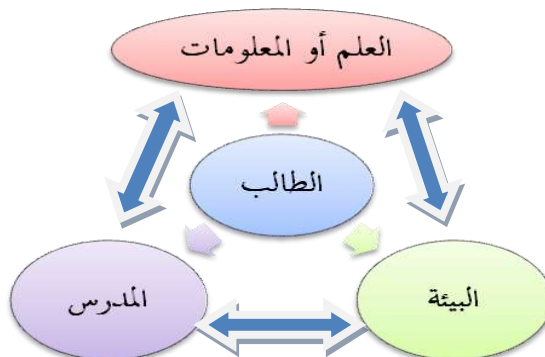 العلم أو المعلومات
الطالب
البيئة
المدرس